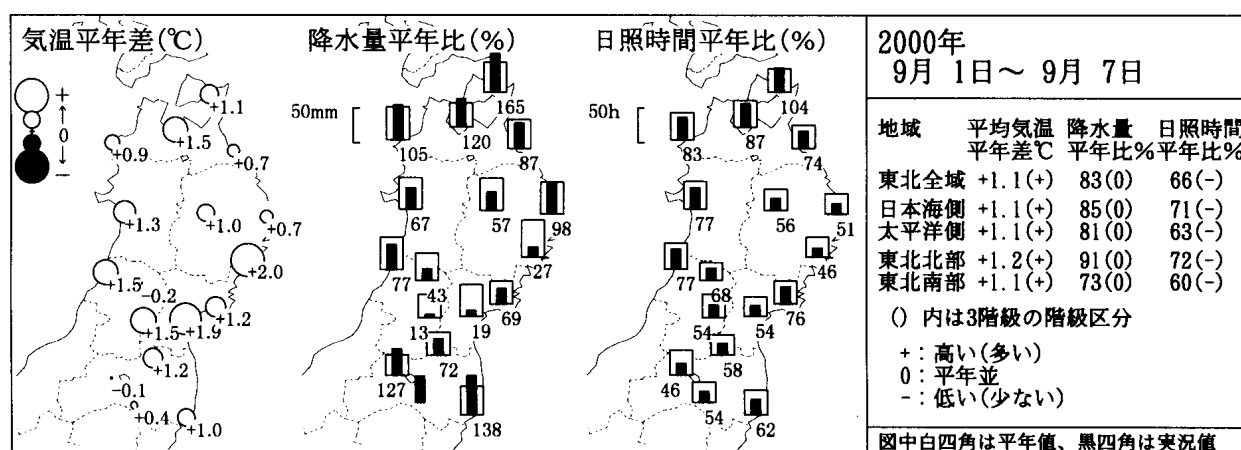 気温平年差(℃)
+
↑
0
↓
−
+1.1
+1.5
+0.9
+0.7
+1.3
+1.0
+0.7
+2.0
+1.5
−0.2
+1.2
+1.5
+1.9
+1.2
−0.1
+0.4
+1.0
降水量平年比(%)
50mm
165
120
105
87
67
57
98
77
27
43
69
13
19
72
127
138
日照時間平年比(%)
50h
104
87
83
74
77
56
51
46
77
68
76
54
54
58
46
54
62
2000年
9月 1日～ 9月 7日
地域 平均気温 降水量 日照時間
平年差℃ 平年比% 平年比%
東北全域 +1.1(+) 83(0) 66(-)
日本海側 +1.1(+) 85(0) 71(-)
太平洋側 +1.1(+) 81(0) 63(-)
東北北部 +1.2(+) 91(0) 72(-)
東北南部 +1.1(+) 73(0) 60(-)
() 内は3階級の階級区分
+：高い(多い)
0：平年並
-：低い(少ない)
図中白四角は平年値、黒四角は実況値